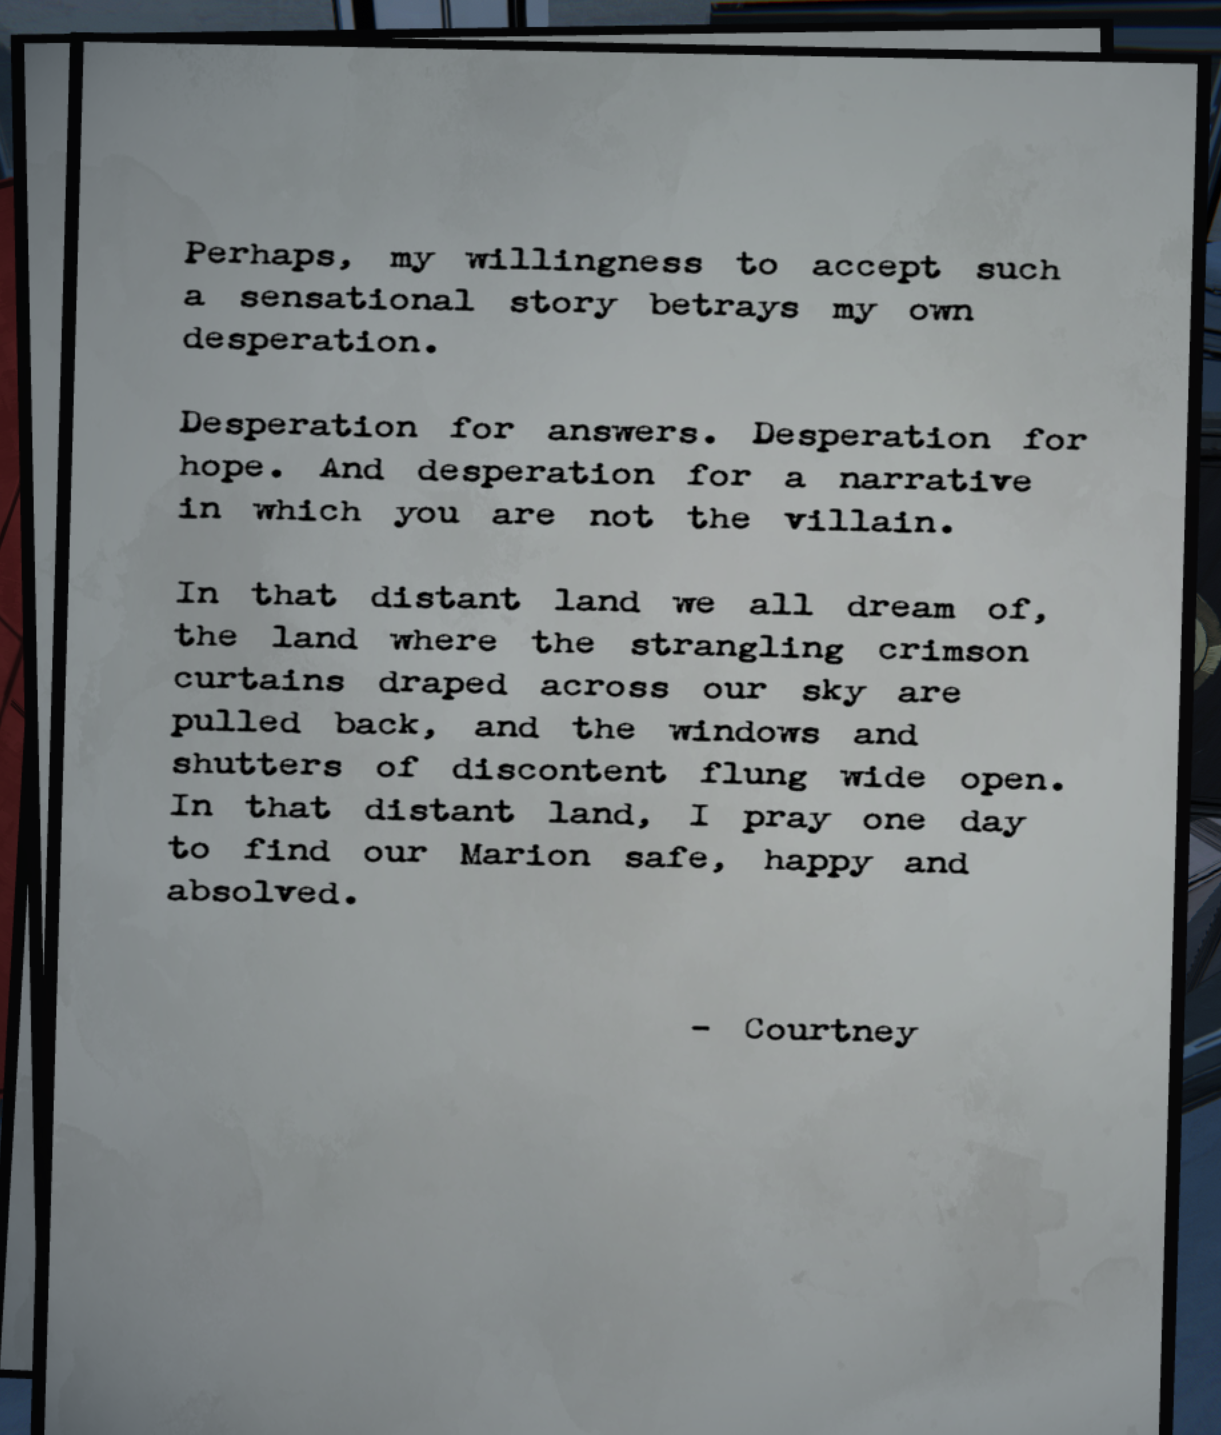 Perhaps, my willingness to accept such
a sensational story betrays my own
desperation.
Desperation for answers. Desperation for
hope. And desperation for a narrative
in which you are not the villain.
In that distant land we all dream of,
the land where the strangling crimson
curtains draped across our sky are
pulled back, and the windows and
shutters of discontent flung wide open.
In that distant land, I pray one day
to find our Marion safe, happy and
absolved.
- Courtney